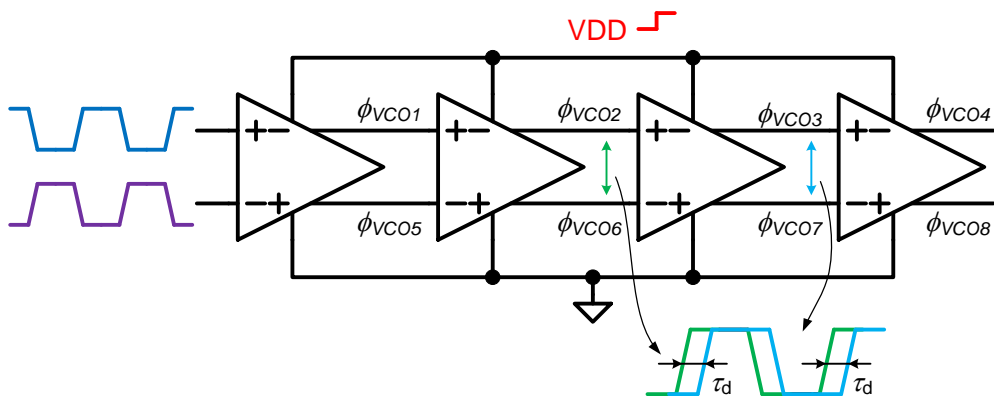 VDD
ϕVCO1 ϕVCO2 ϕVCO3 ϕVCO4
+− +− +− +−
−+ −+ −+ −+
ϕVCO5 ϕVCO6 ϕVCO7 ϕVCO8
τd τd